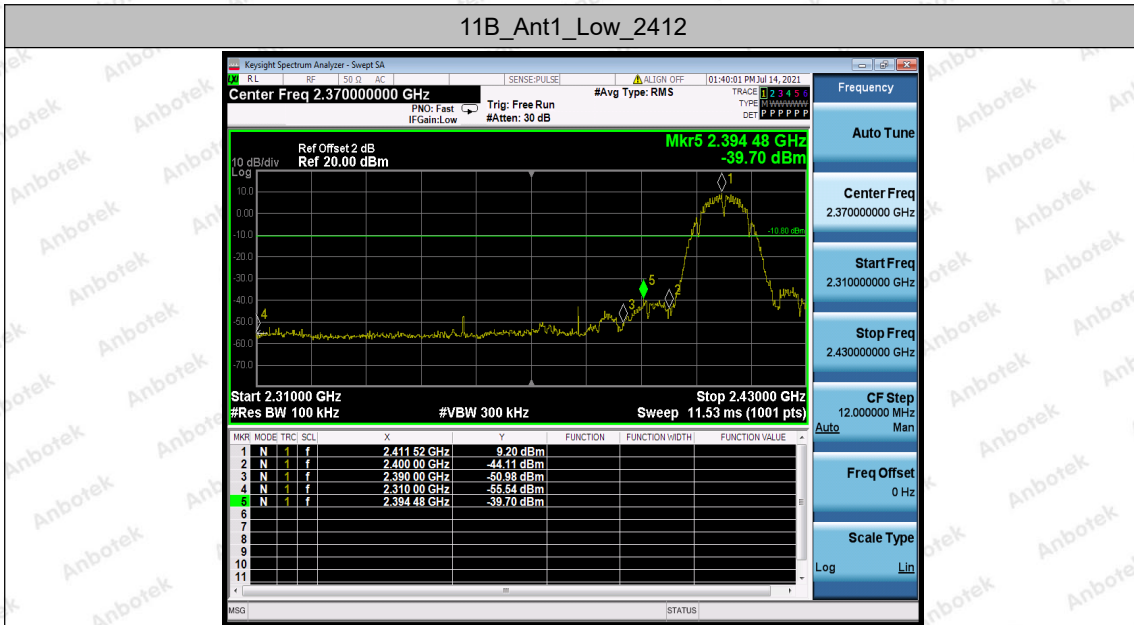 11B_Ant1_Low_2412
Keysight Spectrum Analyzer - Swept SA
RL RF 50 Ω AC SENSE:PULSE ALIGN OFF 01:40:01 PM Jul 14, 2021
Center Freq 2.370000000 GHz
PNO: Fast
IFGain:Low
Trig: Free Run
#Atten: 30 dB
#Avg Type: RMS
TRACE 1 2 3 4 5 6
TYPE M WWWWW
DET P P P P P P
Frequency
Auto Tune
Center Freq
2.370000000 GHz
Start Freq
2.310000000 GHz
Stop Freq
2.430000000 GHz
CF Step
12.000000 MHz
Auto Man
Freq Offset
0 Hz
Scale Type
Log Lin
Mkr5 2.394 48 GHz
-39.70 dBm
Ref Offset 2 dB
10 dB/div Ref 20.00 dBm
Log
10.0
0.00
-10.0
-20.0
-30.0
-40.0
-50.0
-60.0
-70.0
-10.80 dBm
1
5
2
3
4
Start 2.31000 GHz Stop 2.43000 GHz
#Res BW 100 kHz #VBW 300 kHz Sweep 11.53 ms (1001 pts)
MKR MODE TRC SCL X Y FUNCTION FUNCTION WIDTH FUNCTION VALUE
1 N 1 f 2.411 52 GHz 9.20 dBm
2 N 1 f 2.400 00 GHz -44.11 dBm
3 N 1 f 2.390 00 GHz -50.98 dBm
4 N 1 f 2.310 00 GHz -55.54 dBm
5 N 1 f 2.394 48 GHz -39.70 dBm
6
7
8
9
10
11
MSG STATUS
Anbotek